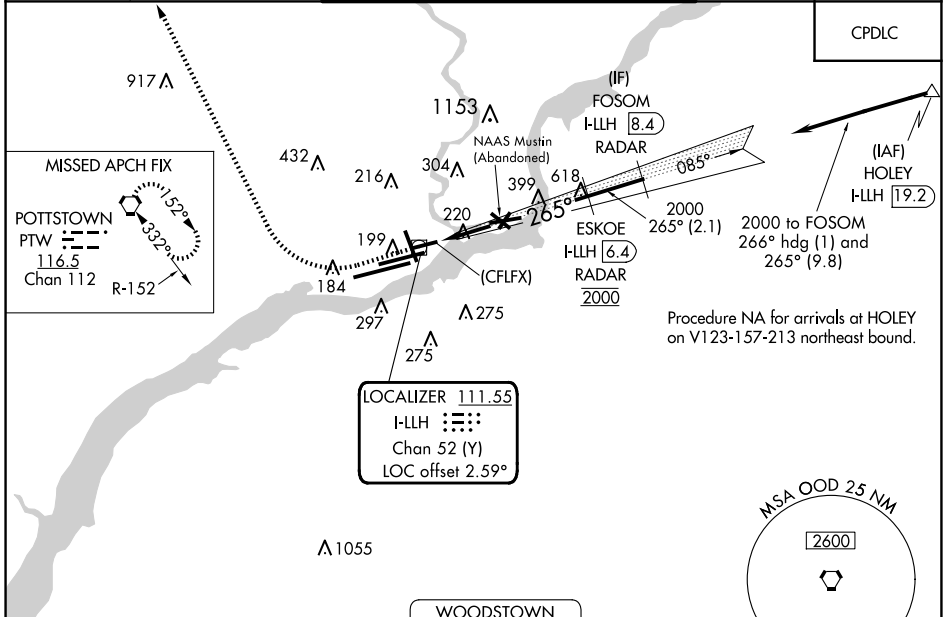 CPDLC
917
1153
(IF)
FOSOM
I-LLH 8.4
RADAR
NAAS Mustin
(Abandoned)
432
304
216
399
618
085°
(IAF)
HOLEY
I-LLH 19.2
MISSED APCH FIX
POTTSTOWN
PTW
116.5
Chan 112
152°
332°
R-152
265°
2000
265° (2.1)
2000 to FOSOM
266° hdg (1) and
265° (9.8)
220
199
184
(CFLFX)
ESKOE
I-LLH 6.4
RADAR
2000
297
275
275
Procedure NA for arrivals at HOLEY
on V123-157-213 northeast bound.
LOCALIZER 111.55
I-LLH
Chan 52 (Y)
LOC offset 2.59°
1055
MSA OOD 25 NM
2600
WOODSTOWN